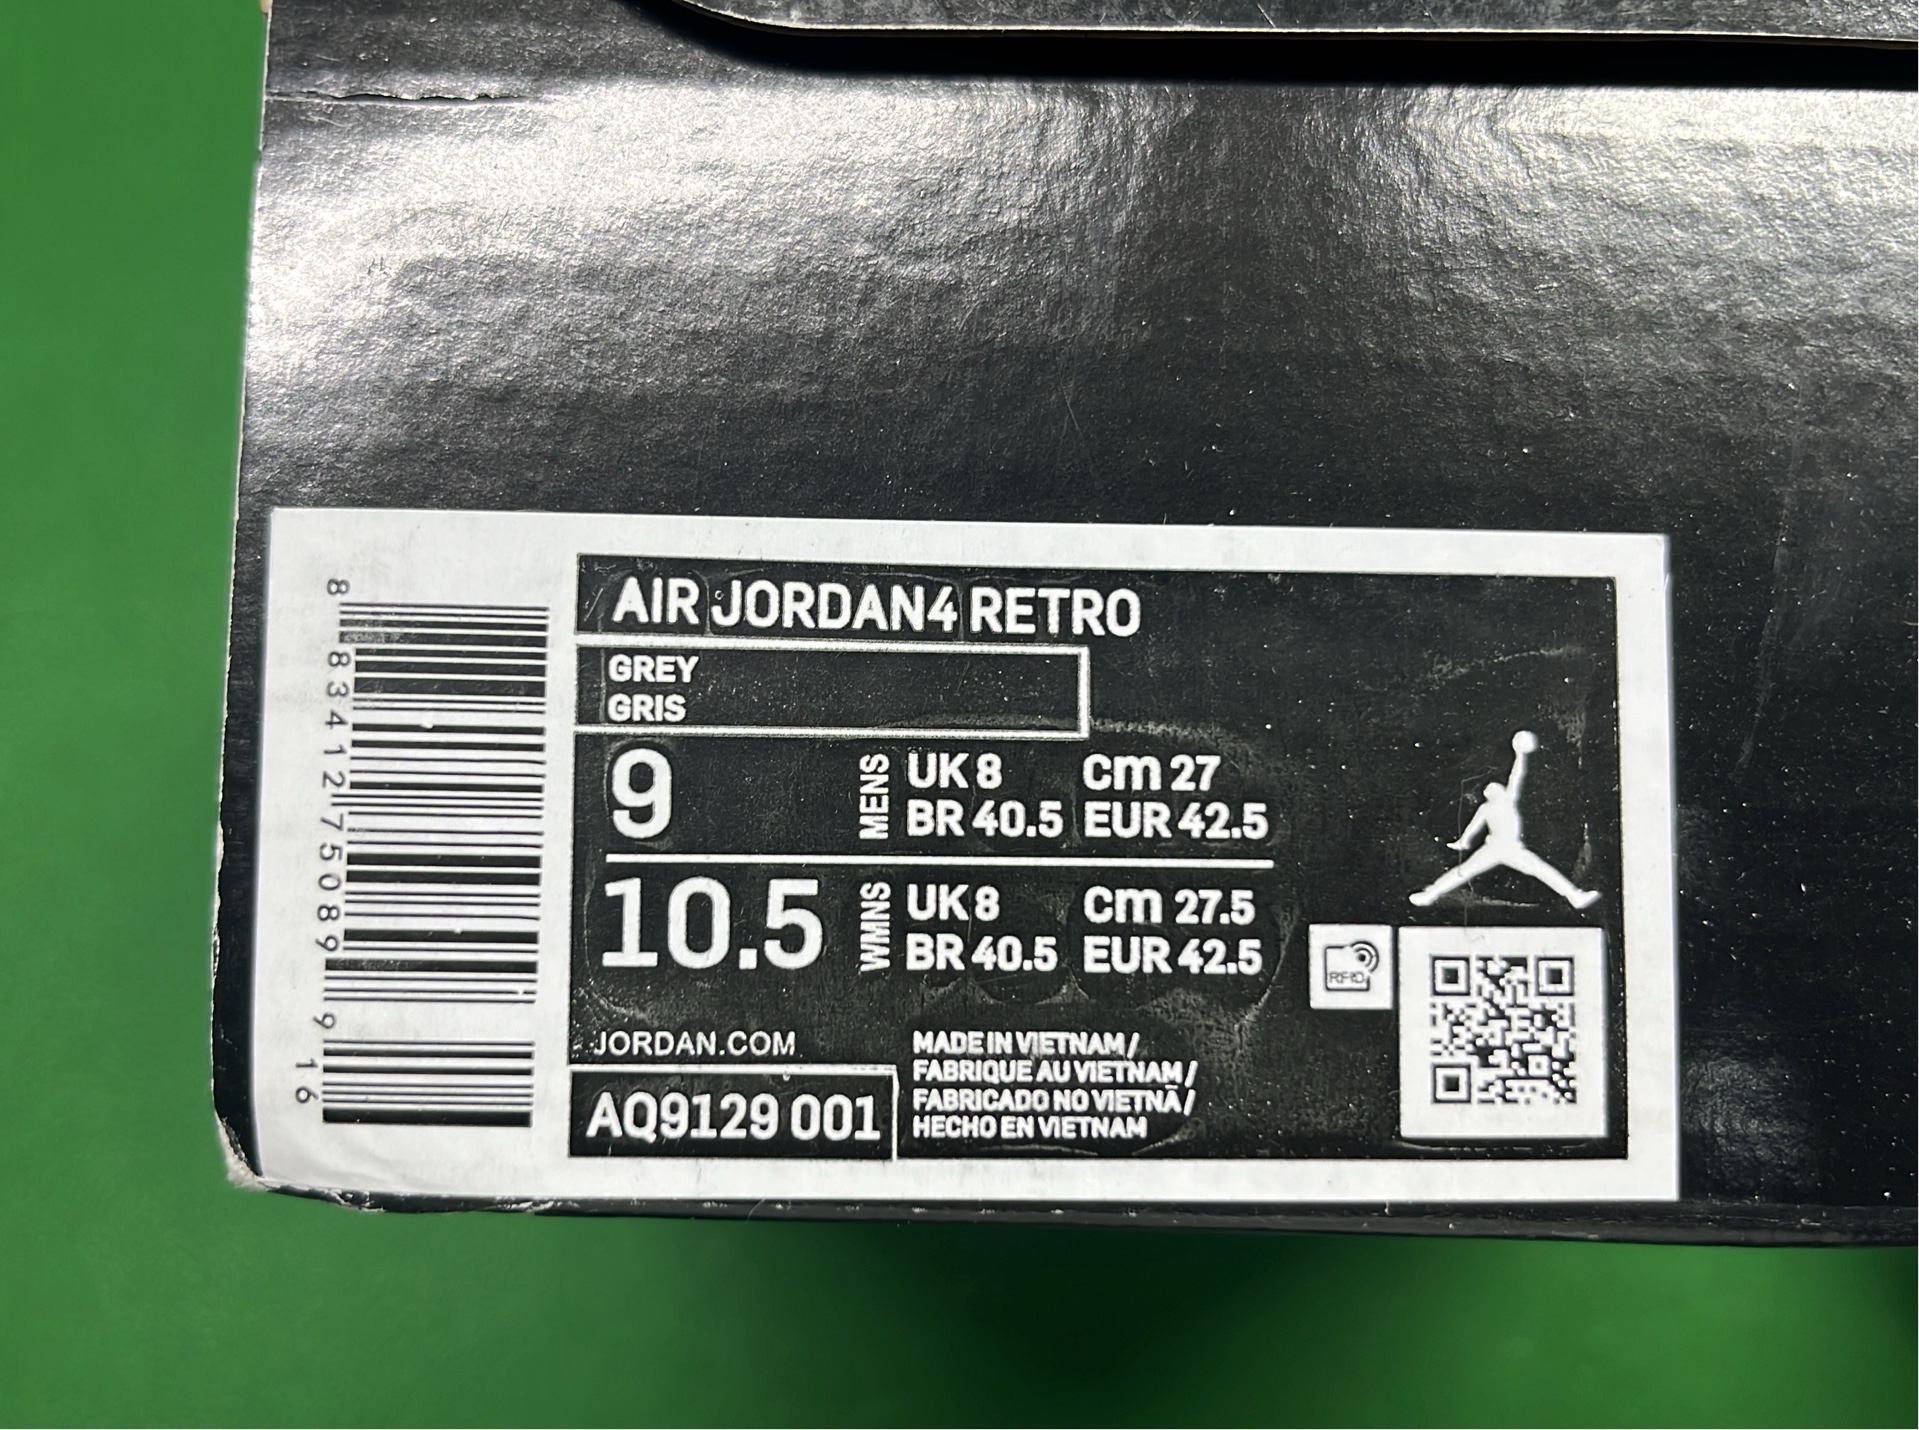 AIR JORDAN4 RETRO
GREY
GRIS
9 MENS UK 8 cm 27
BR 40.5 EUR 42.5
10.5 WMNS UK 8 cm 27.5
BR 40.5 EUR 42.5
RFID
JORDAN.COM
AQ9129 001
MADE IN VIETNAM/
FABRIQUE AU VIETNAM/
FABRICADO NO VIETNÃ/
HECHO EN VIETNAM
8 83412 75089 9 16